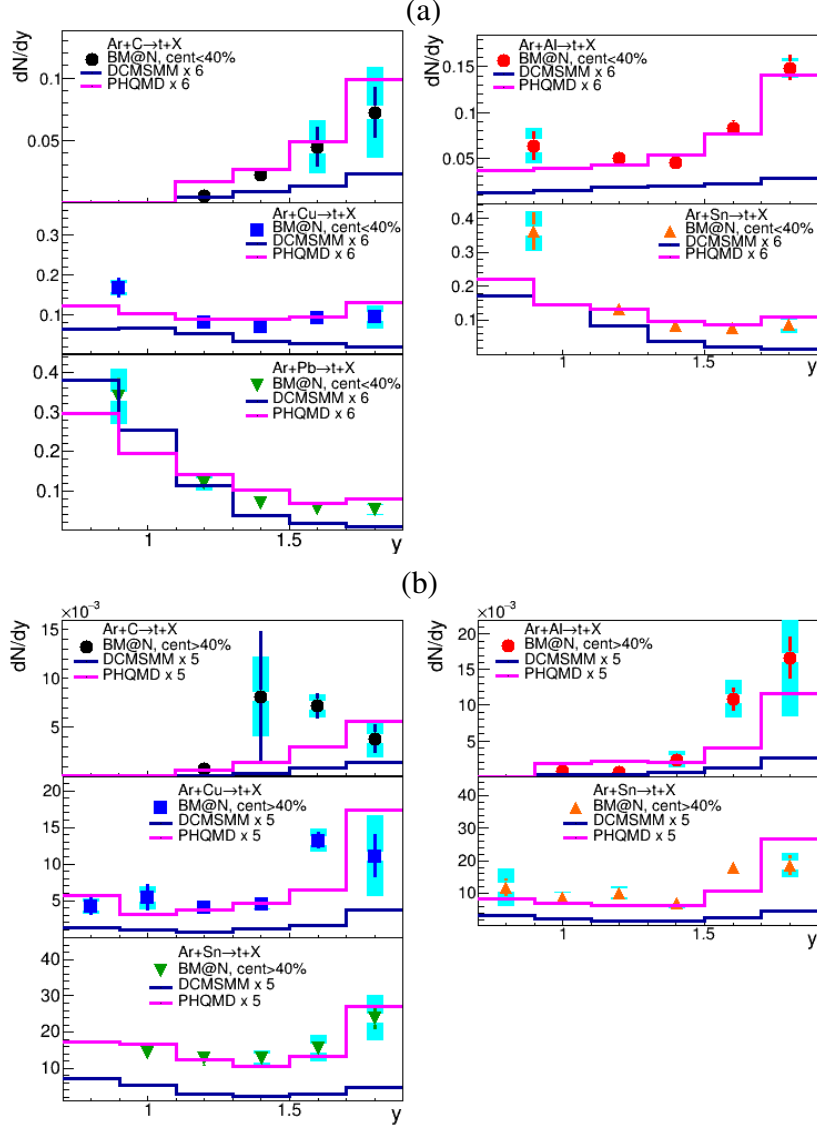 (a)
dN/dy
Ar+C→t+X
BM@N, cent<40%
DCMSMM x 6
PHQMD x 6
0.1
0.05
Ar+Cu→t+X
BM@N, cent<40%
DCMSMM x 6
PHQMD x 6
0.3
0.2
0.1
Ar+Pb→t+X
BM@N, cent<40%
DCMSMM x 6
PHQMD x 6
0.4
0.3
0.2
0.1
1
1.5
y
dN/dy
Ar+Al→t+X
BM@N, cent<40%
DCMSMM x 6
PHQMD x 6
0.15
0.1
0.05
Ar+Sn→t+X
BM@N, cent<40%
DCMSMM x 6
PHQMD x 6
0.4
0.3
0.2
0.1
1
1.5
y
(b)
×10⁻³
dN/dy
Ar+C→t+X
BM@N, cent>40%
DCMSMM x 5
PHQMD x 5
15
10
5
Ar+Cu→t+X
BM@N, cent>40%
DCMSMM x 5
PHQMD x 5
20
15
10
5
Ar+Sn→t+X
BM@N, cent>40%
DCMSMM x 5
PHQMD x 5
40
30
20
10
1
1.5
y
×10⁻³
dN/dy
Ar+Al→t+X
BM@N, cent>40%
DCMSMM x 5
PHQMD x 5
20
15
10
5
Ar+Sn→t+X
BM@N, cent>40%
DCMSMM x 5
PHQMD x 5
40
30
20
10
1
1.5
y